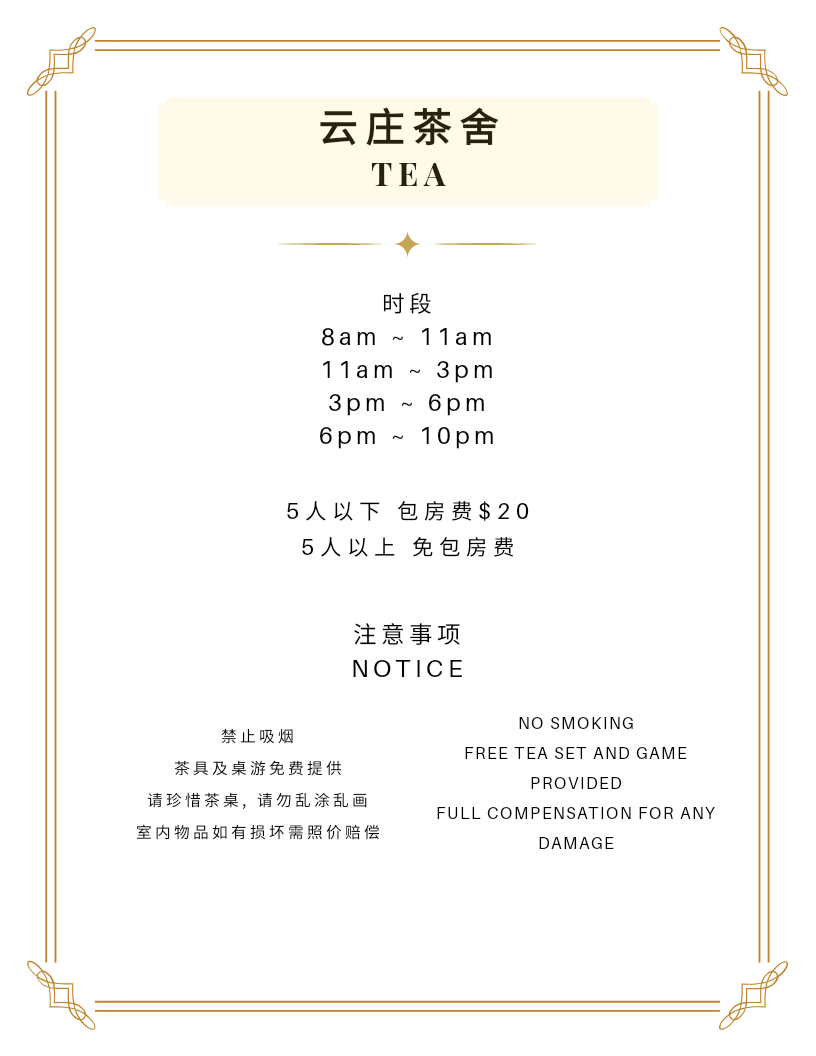 云庄茶舍
TEA
时段
8am ~ 11am
11am ~ 3pm
3pm ~ 6pm
6pm ~ 10pm
5人以下 包房费$20
5人以上 免包房费
注意事项
NOTICE
禁止吸烟
茶具及桌游免费提供
请珍惜茶桌, 请勿乱涂乱画
室内物品如有损坏需照价赔偿
NO SMOKING
FREE TEA SET AND GAME
PROVIDED
FULL COMPENSATION FOR ANY
DAMAGE